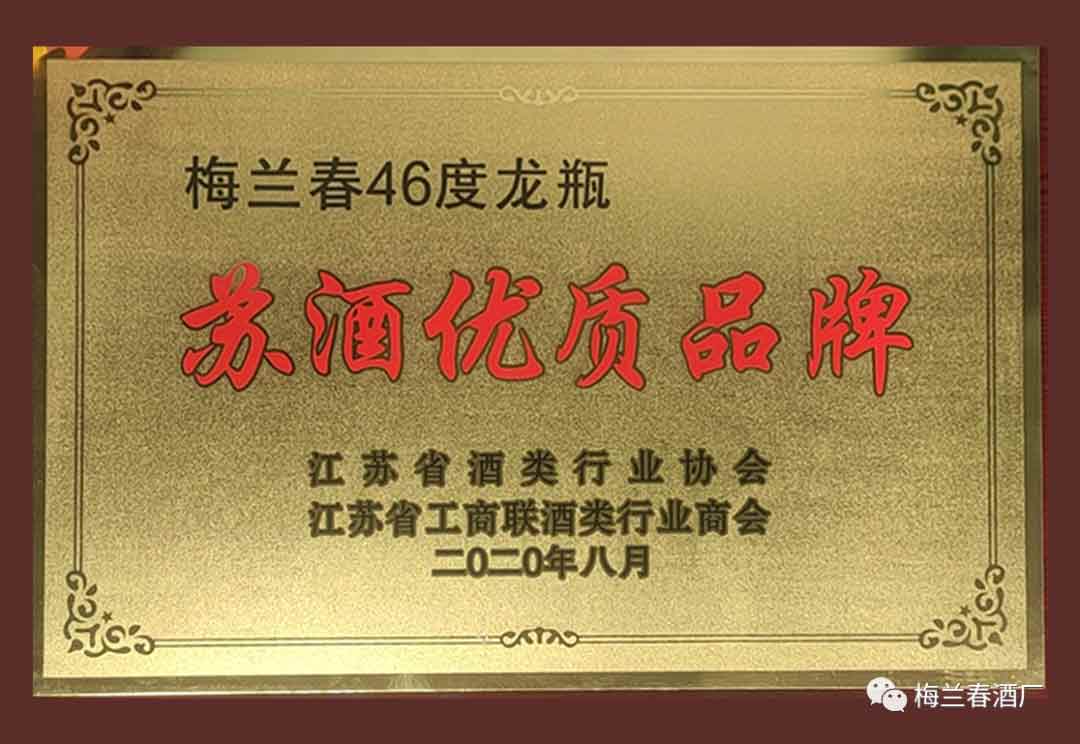 梅兰春46度龙瓶
苏酒优质品牌
江苏省酒类行业协会
江苏省工商联酒类行业商会
二〇二〇年八月
梅兰春酒厂